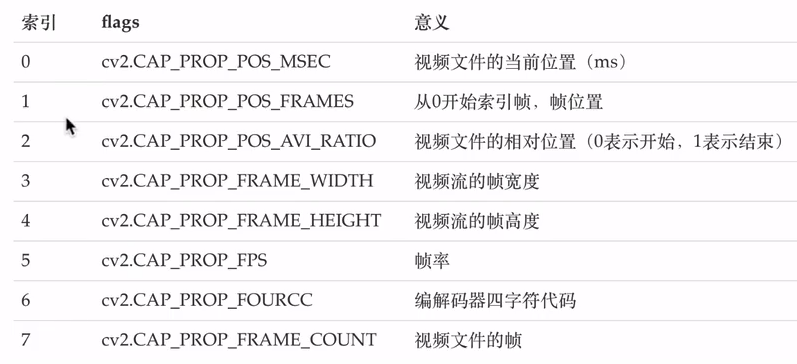 索引 flags 意义
0 cv2.CAP_PROP_POS_MSEC 视频文件的当前位置（ms）
1 cv2.CAP_PROP_POS_FRAMES 从0开始索引帧，帧位置
2 cv2.CAP_PROP_POS_AVI_RATIO 视频文件的相对位置（0表示开始，1表示结束）
3 cv2.CAP_PROP_FRAME_WIDTH 视频流的帧宽度
4 cv2.CAP_PROP_FRAME_HEIGHT 视频流的帧高度
5 cv2.CAP_PROP_FPS 帧率
6 cv2.CAP_PROP_FOURCC 编解码器四字符代码
7 cv2.CAP_PROP_FRAME_COUNT 视频文件的帧